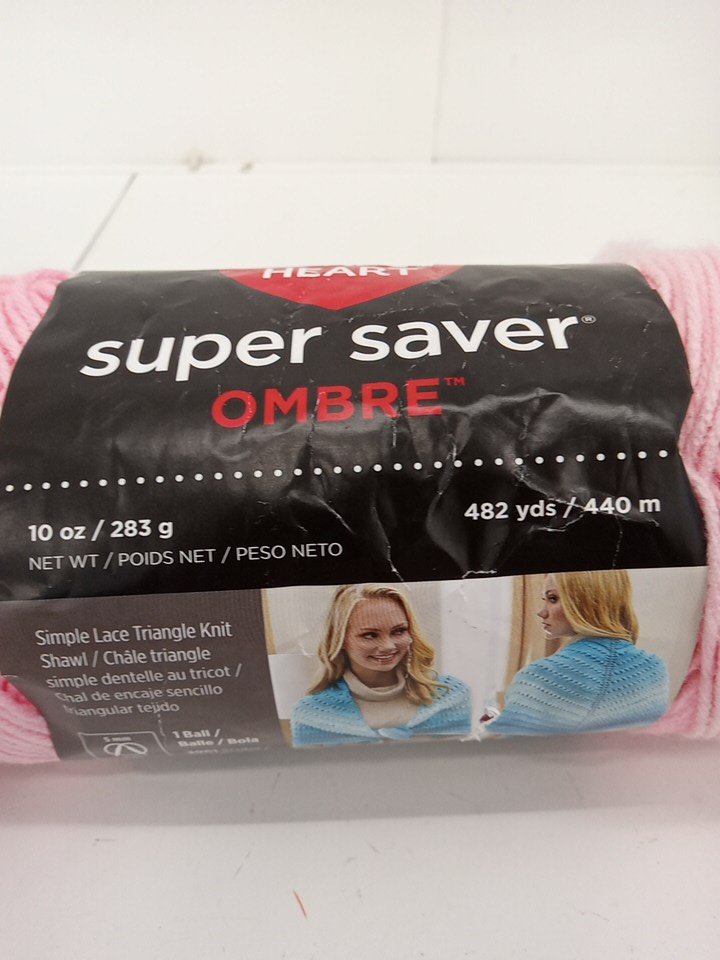 HEART
super saver®
OMBRE™
10 oz / 283 g
NET WT / POIDS NET / PESO NETO
482 yds / 440 m
Simple Lace Triangle Knit
Shawl / Châle triangle
simple dentelle au tricot /
Chal de encaje sencillo
triangular tejido
5 mm
1 Ball /
Balle / Bola